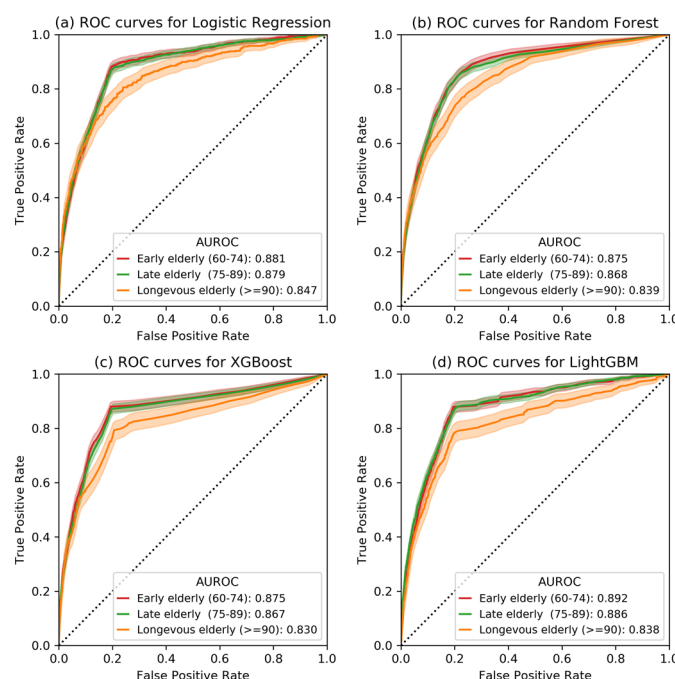 (a) ROC curves for Logistic Regression
1.0
0.8
0.6
0.4
0.2
0.0
True Positive Rate
AUROC
Early elderly (60-74): 0.881
Late elderly (75-89): 0.879
Longevous elderly (>=90): 0.847
0.0 0.2 0.4 0.6 0.8 1.0
False Positive Rate
(b) ROC curves for Random Forest
1.0
0.8
0.6
0.4
0.2
0.0
True Positive Rate
AUROC
Early elderly (60-74): 0.875
Late elderly (75-89): 0.868
Longevous elderly (>=90): 0.839
0.0 0.2 0.4 0.6 0.8 1.0
False Positive Rate
(c) ROC curves for XGBoost
1.0
0.8
0.6
0.4
0.2
0.0
True Positive Rate
AUROC
Early elderly (60-74): 0.875
Late elderly (75-89): 0.867
Longevous elderly (>=90): 0.830
0.0 0.2 0.4 0.6 0.8 1.0
False Positive Rate
(d) ROC curves for LightGBM
1.0
0.8
0.6
0.4
0.2
0.0
True Positive Rate
AUROC
Early elderly (60-74): 0.892
Late elderly (75-89): 0.886
Longevous elderly (>=90): 0.838
0.0 0.2 0.4 0.6 0.8 1.0
False Positive Rate